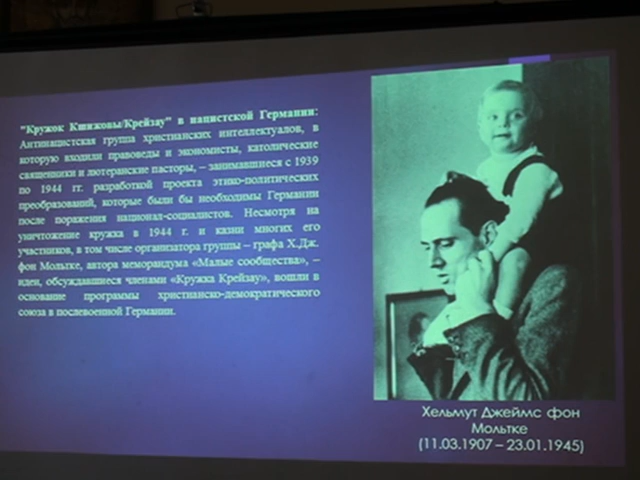 "Кружок Кшижовы/Крейзау" в нацистской Германии:
Антинацистская группа христианских интеллектуалов, в
которую входили правоведы и экономисты, католические
священники и лютеранские пасторы, – занимавшиеся с 1939
по 1944 гг. разработкой проекта этико-политических
преобразований, которые были бы необходимы Германии
после поражения национал-социалистов. Несмотря на
уничтожение кружка в 1944 г. и казни многих его
участников, в том числе организатора группы – графа Х.Дж.
фон Мольтке, автора меморандума «Малые сообщества», –
идеи, обсуждавшиеся членами «Кружка Крейзау», вошли в
основание программы христианско-демократического
союза в послевоенной Германии.
Хельмут Джеймс фон
Мольтке
(11.03.1907 – 23.01.1945)